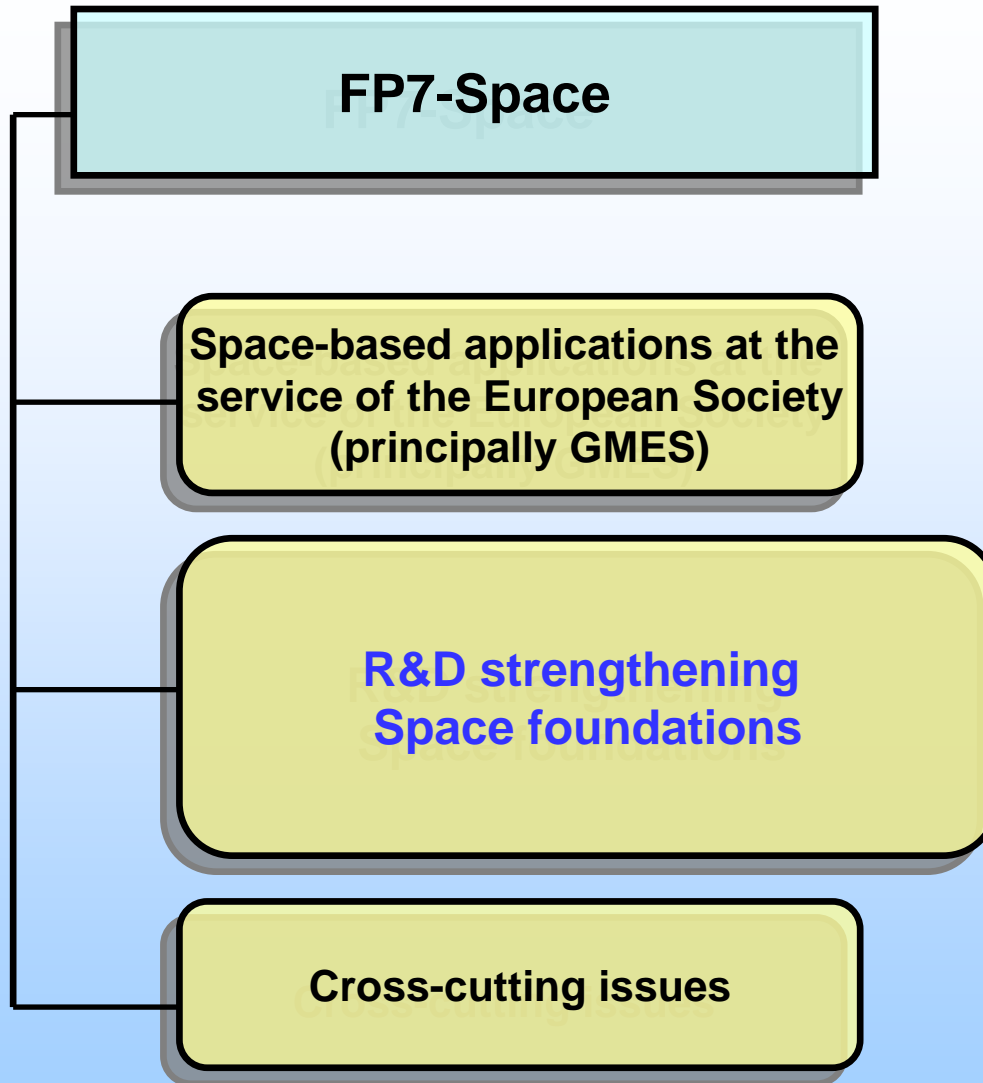 FP7-Space
Space-based applications at the
service of the European Society
(principally GMES)
R&D strengthening
Space foundations
Cross-cutting issues